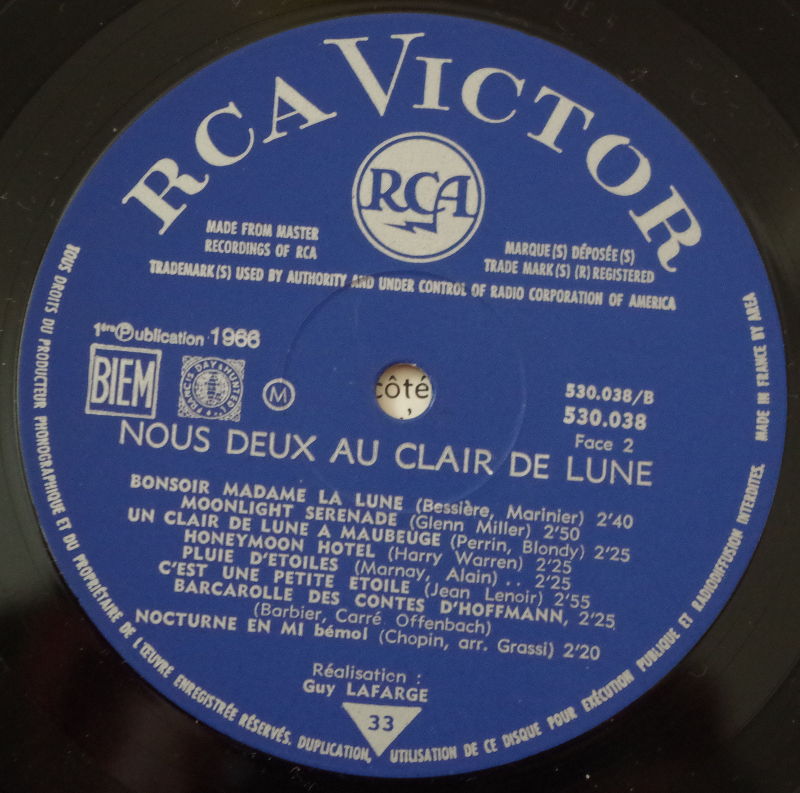 RCA VICTOR
RCA
MADE FROM MASTER
RECORDINGS OF RCA
MARQUE(S) DÉPOSÉE(S)
TRADE MARK(S) (R) REGISTERED
TRADEMARK(S) USED BY AUTHORITY AND UNDER CONTROL OF RADIO CORPORATION OF AMERICA
1ère Ⓟublication 1966
BIEM
FRANCIS DAY & HUNTER
M
côté
530.038/B
530.038
Face 2
NOUS DEUX AU CLAIR DE LUNE
BONSOIR MADAME LA LUNE (Bessière, Marinier) 2'40
MOONLIGHT SERENADE (Glenn Miller) 2'50
UN CLAIR DE LUNE A MAUBEUGE (Perrin, Blondy) 2'25
HONEYMOON HOTEL (Harry Warren) 2'25
PLUIE D'ETOILES (Marnay, Alain) .. 2'25
C'EST UNE PETITE ETOILE (Jean Lenoir) 2'55
BARCAROLLE DES CONTES D'HOFFMANN, 2'25
(Barbier, Carré Offenbach)
NOCTURNE EN MI bémol (Chopin, arr. Grassi) 2'20
Réalisation :
Guy LAFARGE
33
TOUS DROITS DU PRODUCTEUR PHONOGRAPHIQUE ET DU PROPRIÉTAIRE DE L'ŒUVRE ENREGISTRÉE RÉSERVÉS. DUPLICATION, UTILISATION DE CE DISQUE POUR EXÉCUTION PUBLIQUE ET RADIODIFFUSION INTERDITES.
MADE IN FRANCE BY AREA